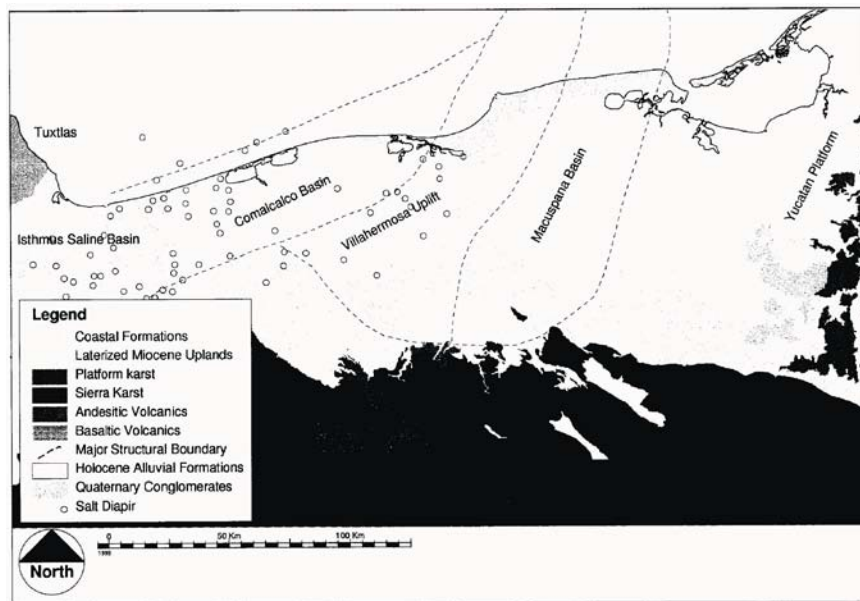 Tuxtlas
Isthmus Saline Basin
Comalcalco Basin
Villahermosa Uplift
Macuspana Basin
Yucatan Platform
Legend
Coastal Formations
Laterized Miocene Uplands
Platform karst
Sierra Karst
Andesitic Volcanics
Basaltic Volcanics
Major Structural Boundary
Holocene Alluvial Formations
Quaternary Conglomerates
Salt Diapir
North
0 50 Km 100 Km
1999